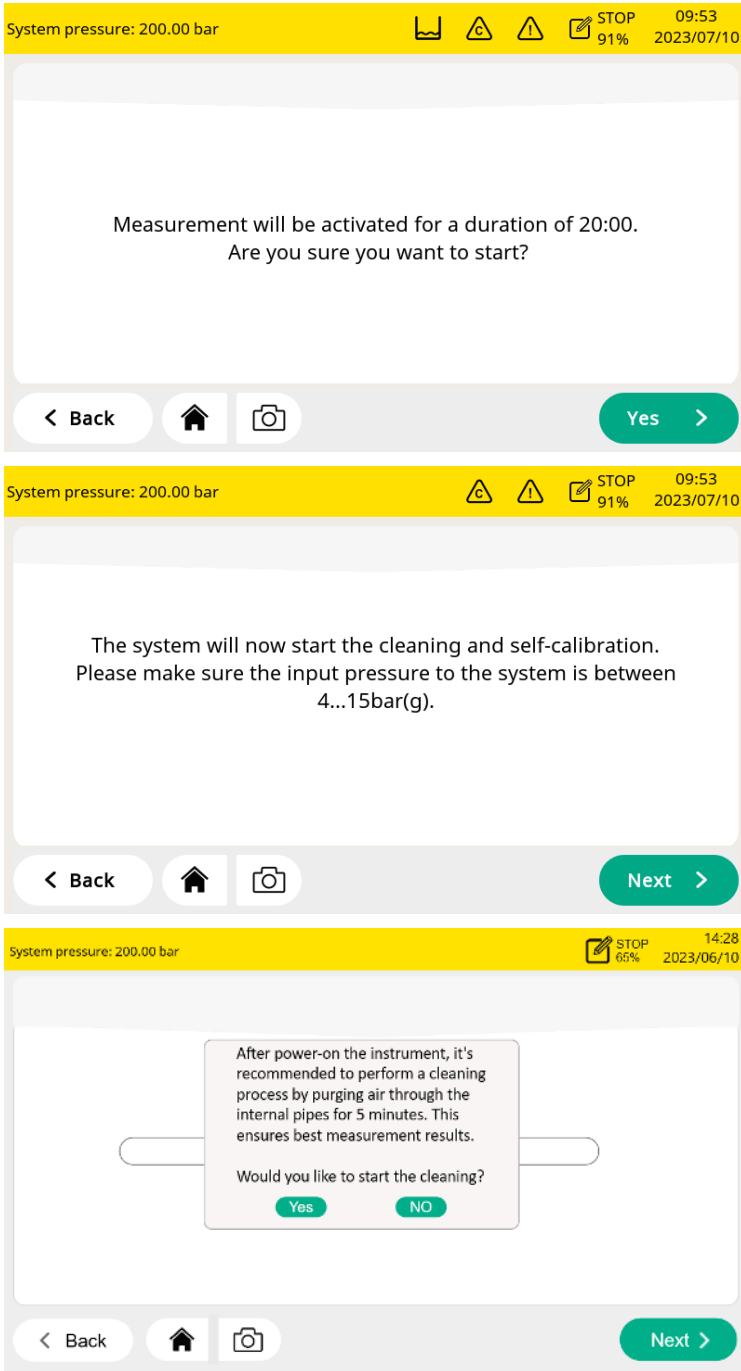 System pressure: 200.00 bar
C
!
STOP
91%
09:53
2023/07/10
Measurement will be activated for a duration of 20:00.
Are you sure you want to start?
Back
Yes
System pressure: 200.00 bar
C
!
STOP
91%
09:53
2023/07/10
The system will now start the cleaning and self-calibration.
Please make sure the input pressure to the system is between
4...15bar(g).
Back
Next
System pressure: 200.00 bar
STOP
65%
14:28
2023/06/10
After power-on the instrument, it's
recommended to perform a cleaning
process by purging air through the
internal pipes for 5 minutes. This
ensures best measurement results.
Would you like to start the cleaning?
Yes
NO
Back
Next